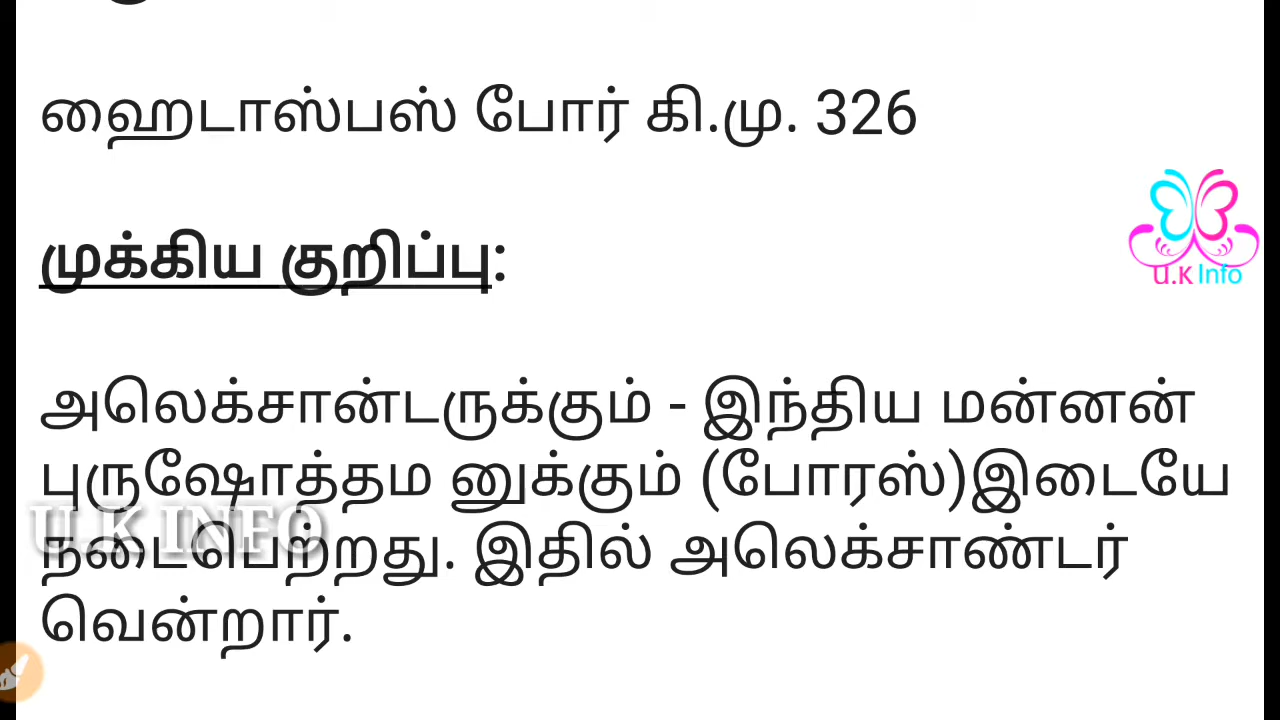 ஹைடாஸ்பஸ் போர் கி.மு. 326
U.K Info
முக்கிய குறிப்பு:
அலெக்சான்டருக்கும் - இந்திய மன்னன்
புருஷோத்தம னுக்கும் (போரஸ்)இடையே
U.K INFO
நடைபெற்றது. இதில் அலெக்சாண்டர்
வென்றார்.